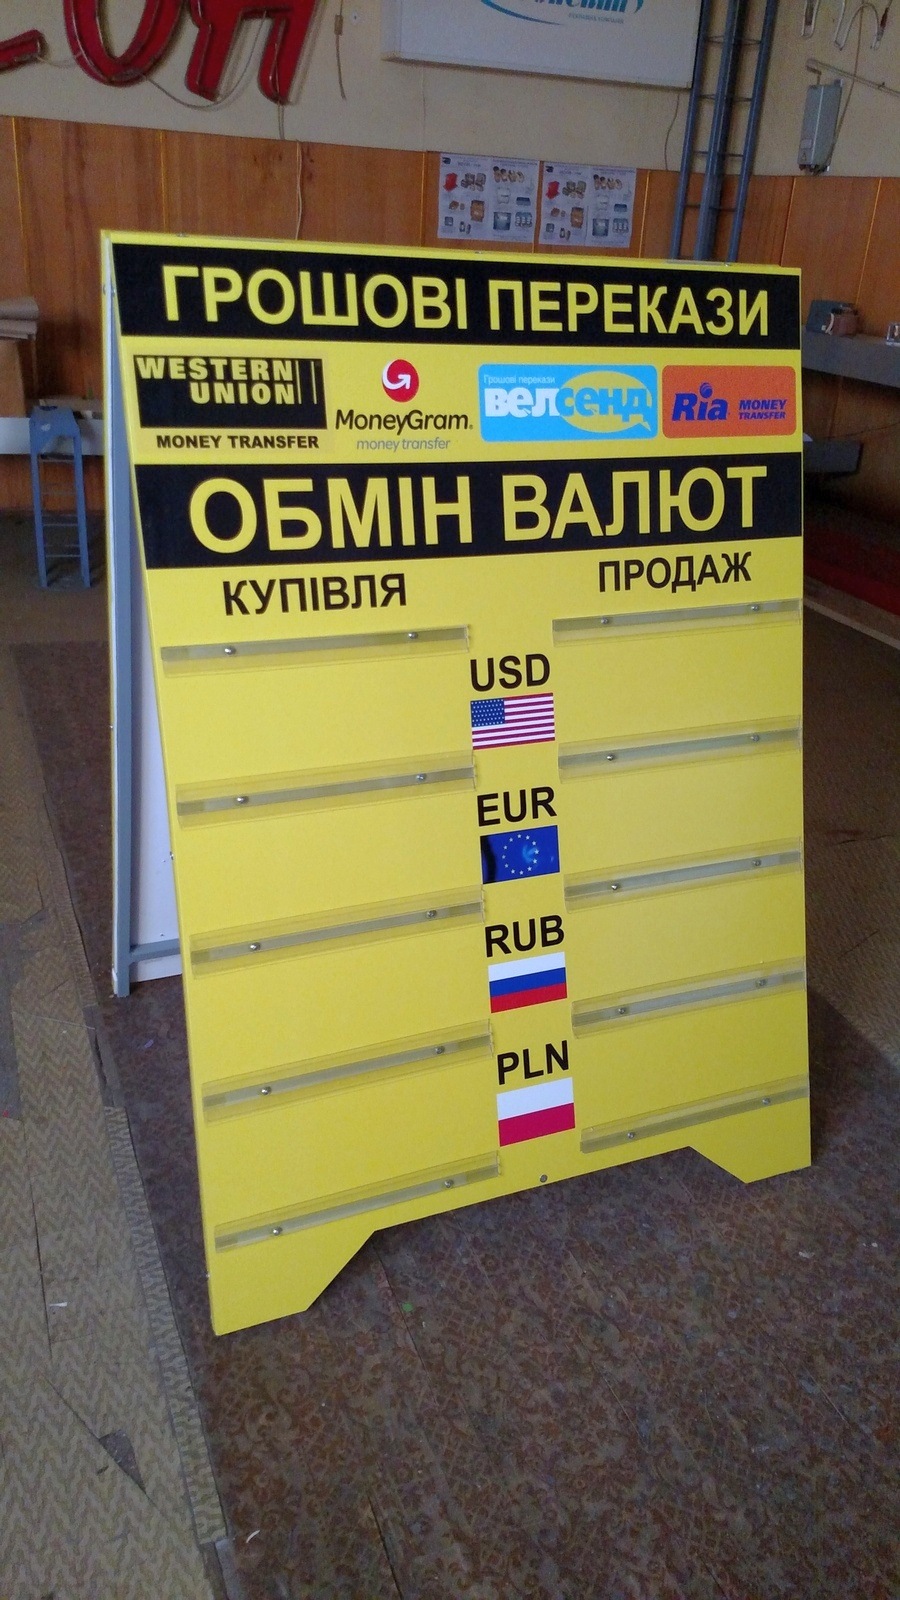 ГРОШОВІ ПЕРЕКАЗИ
WESTERN
UNION
MONEY TRANSFER
MoneyGram®
money transfer
Грошові перекази
велсенд
Ria MONEY
TRANSFER
ОБМІН ВАЛЮТ
КУПІВЛЯ ПРОДАЖ
USD
EUR
RUB
PLN